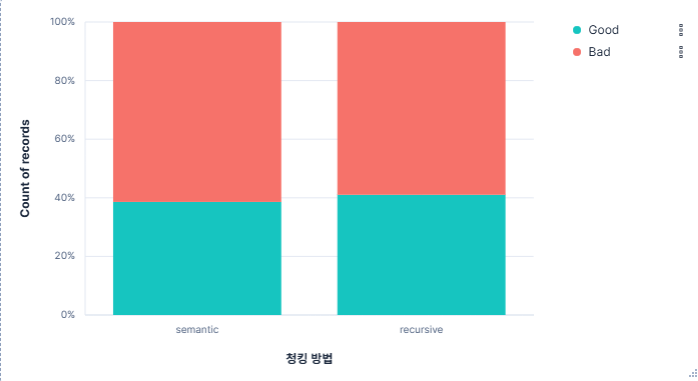 100%
80%
60%
40%
20%
0%
Count of records
semantic
recursive
청킹 방법
Good
Bad